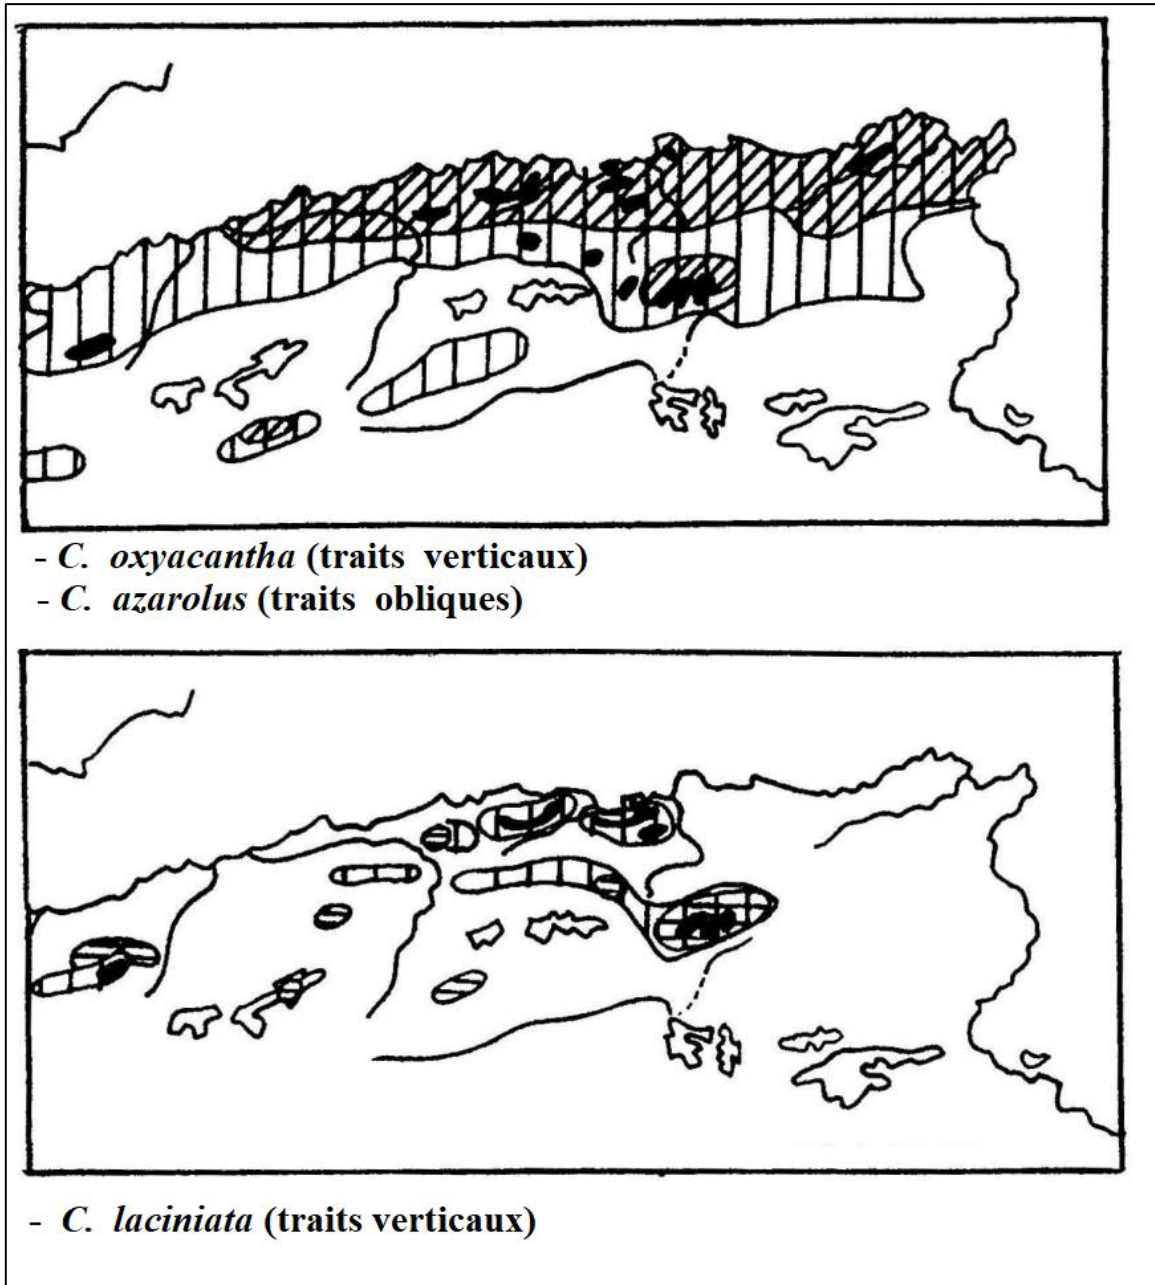 - C. oxyacantha (traits verticaux)
- C. azarolus (traits obliques)
- C. laciniata (traits verticaux)